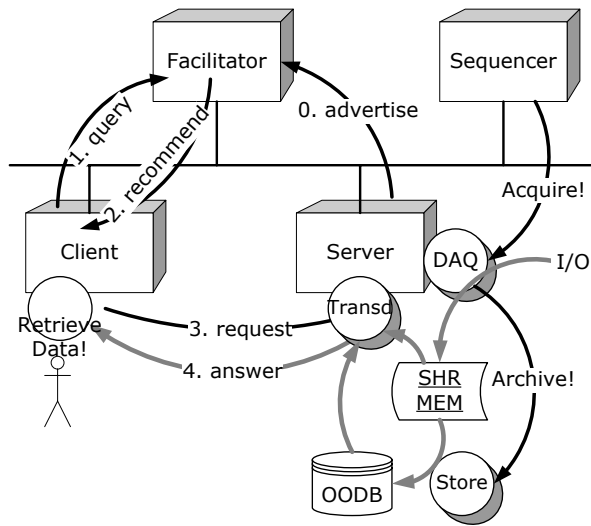 Facilitator
Sequencer
1. query
2. recommend
0. advertise
Acquire!
Client
Server
DAQ
I/O
Retrieve
Data!
Transd
3. request
4. answer
SHR
MEM
Archive!
OODB
Store